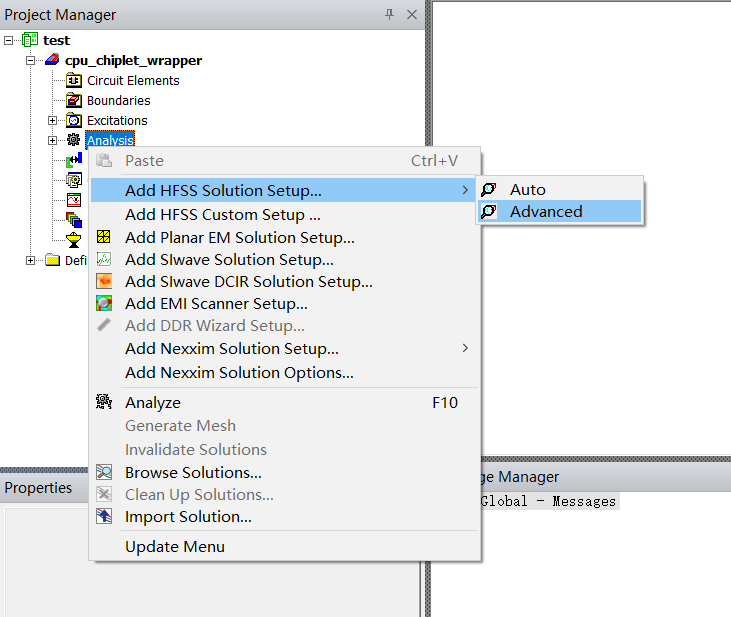 Project Manager
test
cpu_chiplet_wrapper
Circuit Elements
Boundaries
Excitations
Analysis
Defi
Paste Ctrl+V
Add HFSS Solution Setup...
Auto
Advanced
Add HFSS Custom Setup ...
Add Planar EM Solution Setup...
Add SIwave Solution Setup...
Add SIwave DCIR Solution Setup...
Add EMI Scanner Setup...
Add DDR Wizard Setup...
Add Nexxim Solution Setup...
Add Nexxim Solution Options...
Analyze F10
Generate Mesh
Invalidate Solutions
Browse Solutions...
Clean Up Solutions...
Import Solution...
Update Menu
Properties
ge Manager
Global - Messages